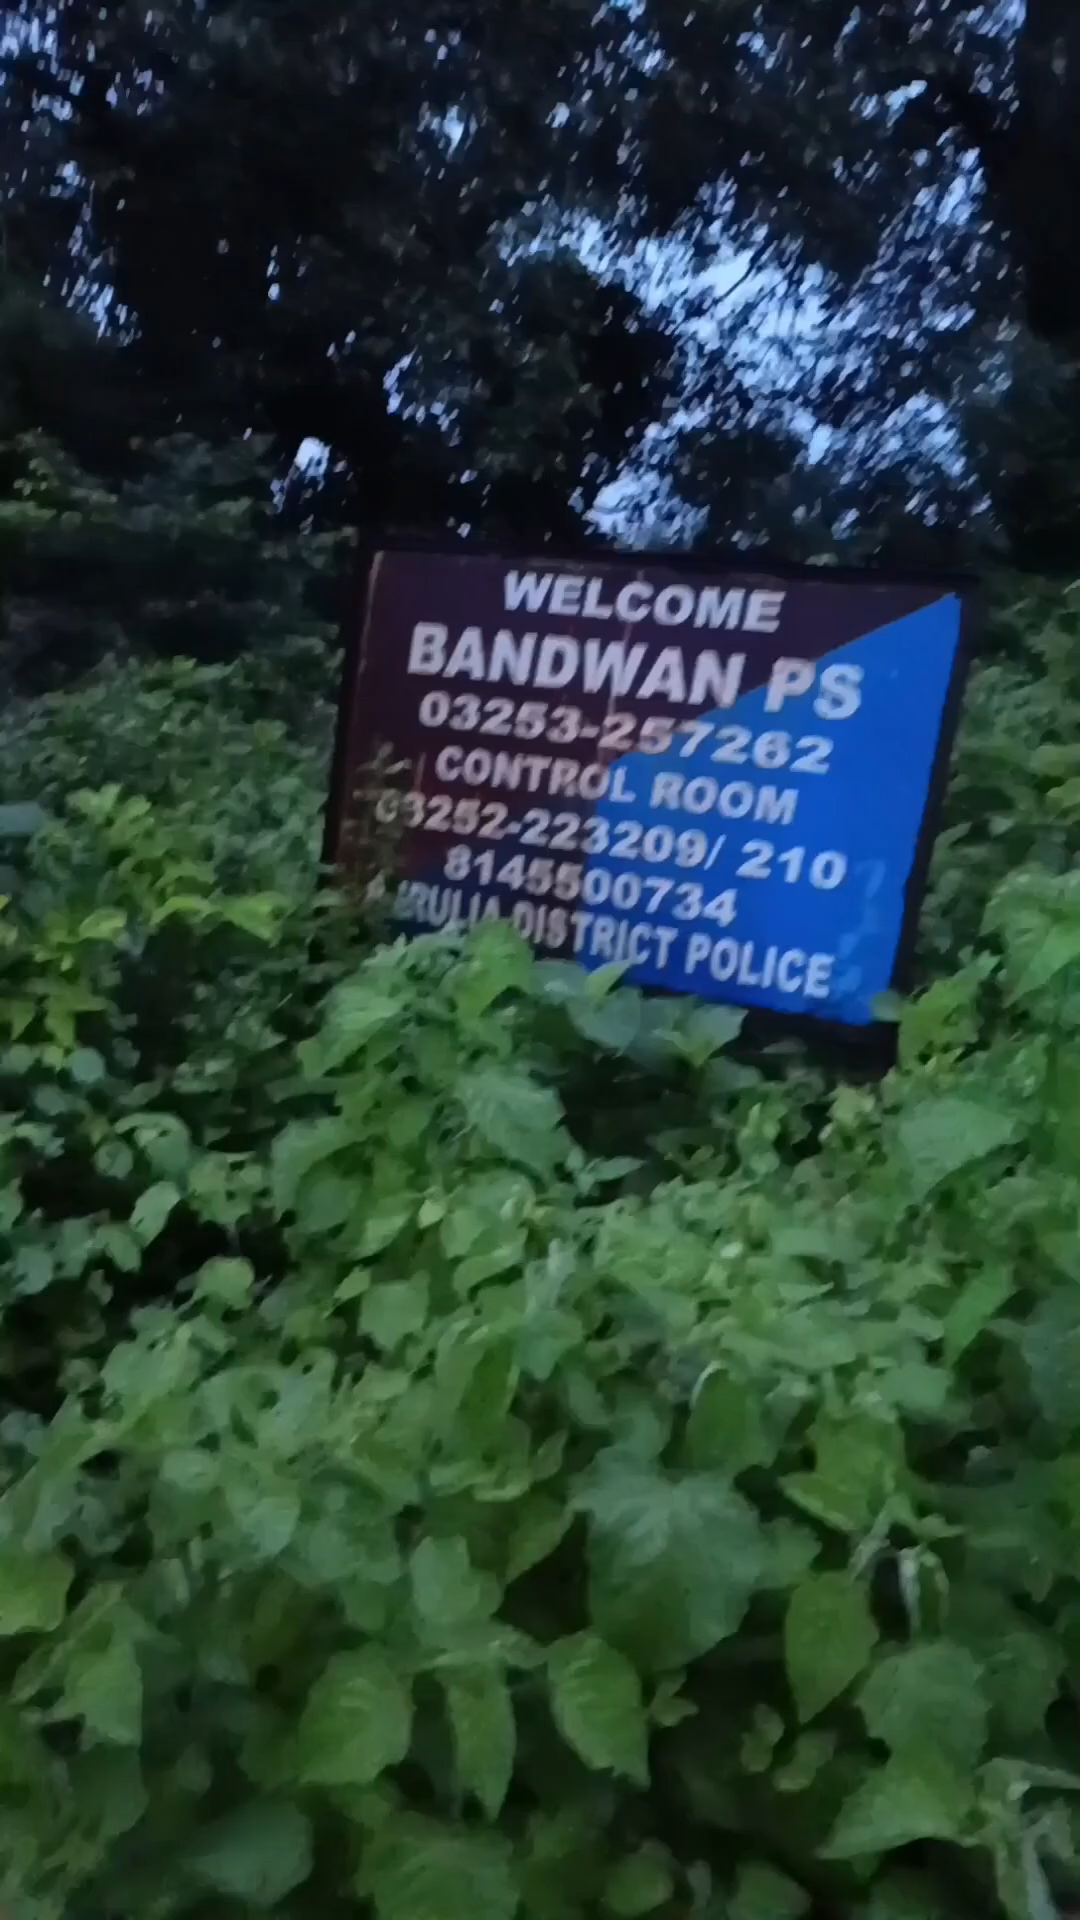 WELCOME
BANDWAN PS
03253-257262
CONTROL ROOM
03252-223209/ 210
8145500734
DISTRICT POLICE